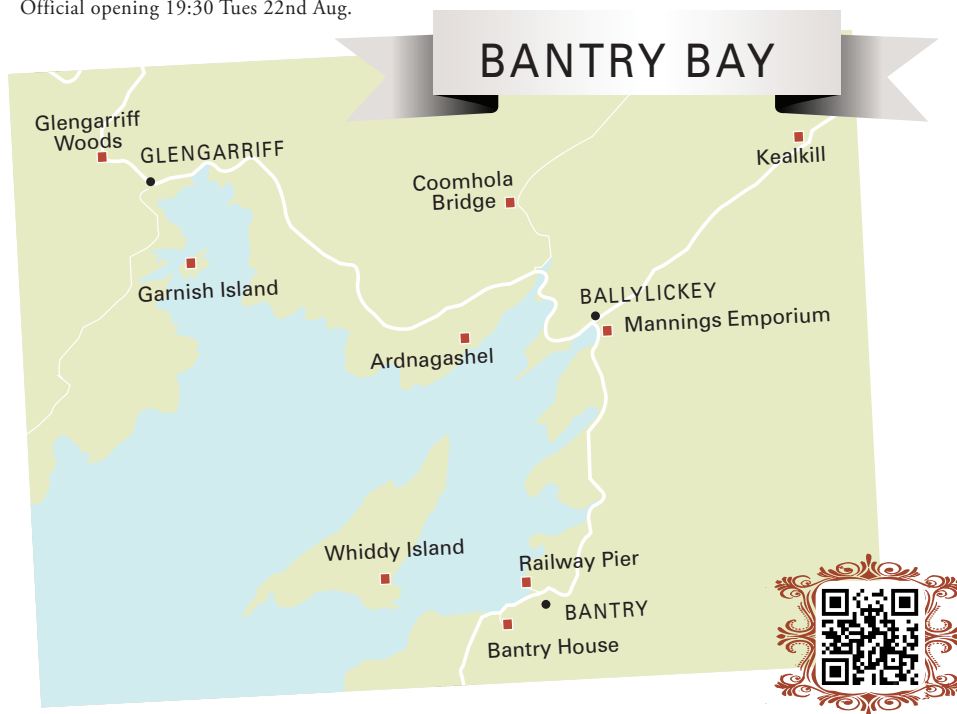 Official opening 19:30 Tues 22nd Aug.
BANTRY BAY
Glengarriff
Woods
GLENGARRIFF
Kealkill
Coomhola
Bridge
Garnish Island
BALLYLICKEY
Mannings Emporium
Ardnagashel
Whiddy Island
Railway Pier
BANTRY
Bantry House